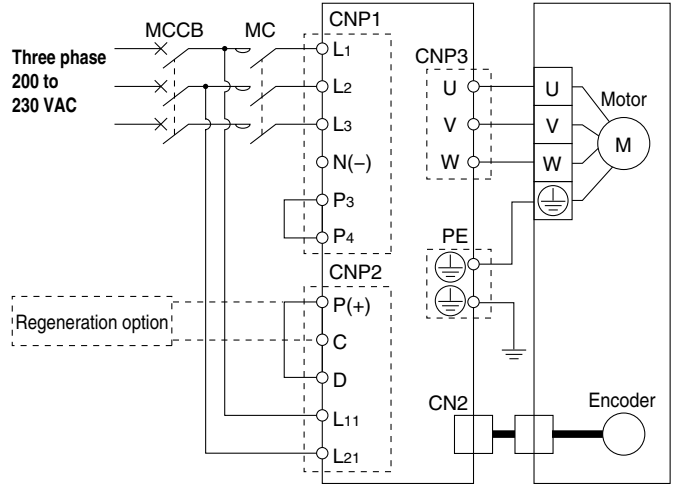 CNP1
MCCB
MC
L1
Three phase
200 to
230 VAC
L2
L3
N(−)
P3
P4
CNP3
U
V
W
U
V
W
Motor
M
PE
CNP2
P(+)
Regeneration option
C
D
L11
L21
CN2
Encoder